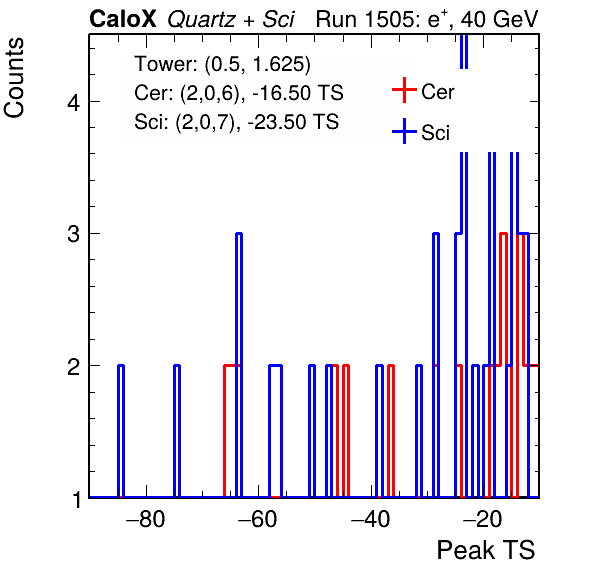 CaloX Quartz + Sci Run 1505: e+, 40 GeV
Counts
Tower: (0.5, 1.625)
Cer: (2,0,6), -16.50 TS
Sci: (2,0,7), -23.50 TS
Cer
Sci
4
3
2
1
−80 −60 −40 −20
Peak TS